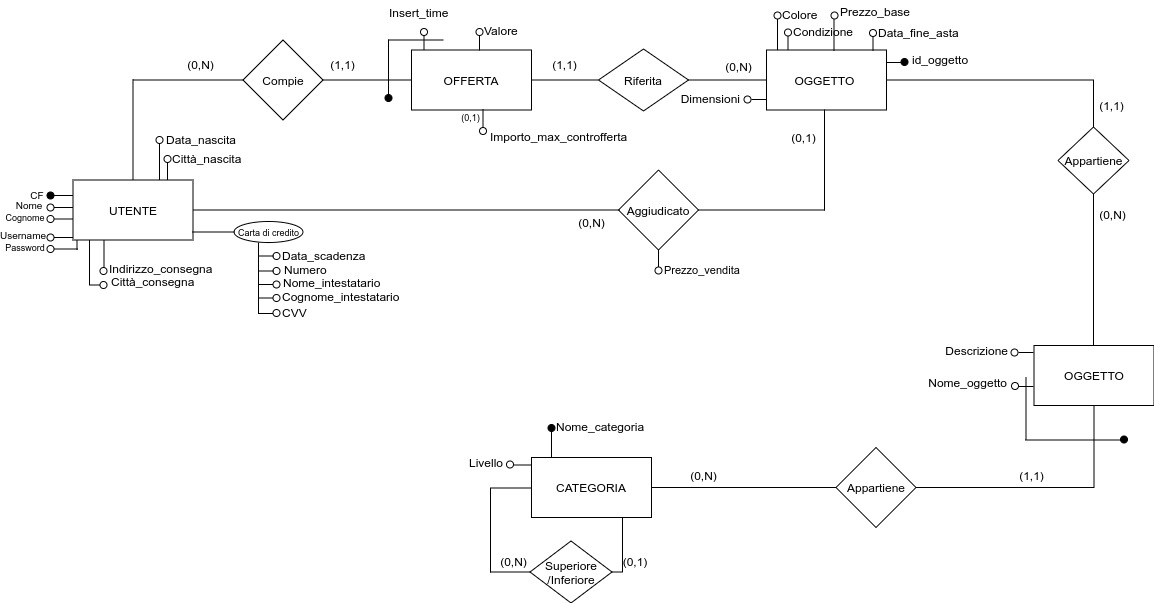 Insert_time
Valore
Colore
Prezzo_base
Condizione
Data_fine_asta
id_oggetto
(0,N)
Compie
(1,1)
OFFERTA
(1,1)
Riferita
(0,N)
OGGETTO
Dimensioni
(0,1)
Importo_max_controfferta
(0,1)
(1,1)
Appartiene
(0,N)
Data_nascita
Città_nascita
CF
Nome
Cognome
Username
Password
UTENTE
Carta di credito
(0,N)
Aggiudicato
Prezzo_vendita
Indirizzo_consegna
Città_consegna
Data_scadenza
Numero
Nome_intestatario
Cognome_intestatario
CVV
Descrizione
Nome_oggetto
OGGETTO
Nome_categoria
Livello
CATEGORIA
(0,N)
Appartiene
(1,1)
(0,N)
Superiore
/Inferiore
(0,1)